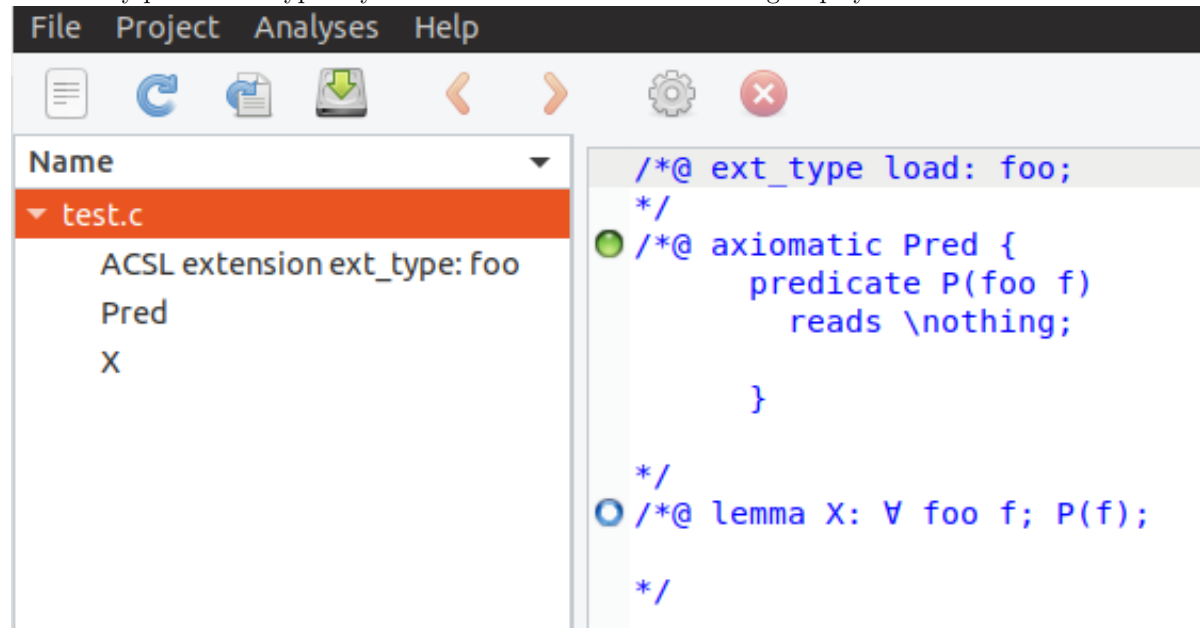 File Project Analyses Help
Name
test.c
ACSL extension ext_type: foo
Pred
X
/*@ ext_type load: foo;
*/
/*@ axiomatic Pred {
predicate P(foo f)
reads \nothing;
}
*/
/*@ lemma X: ∀ foo f; P(f);
*/